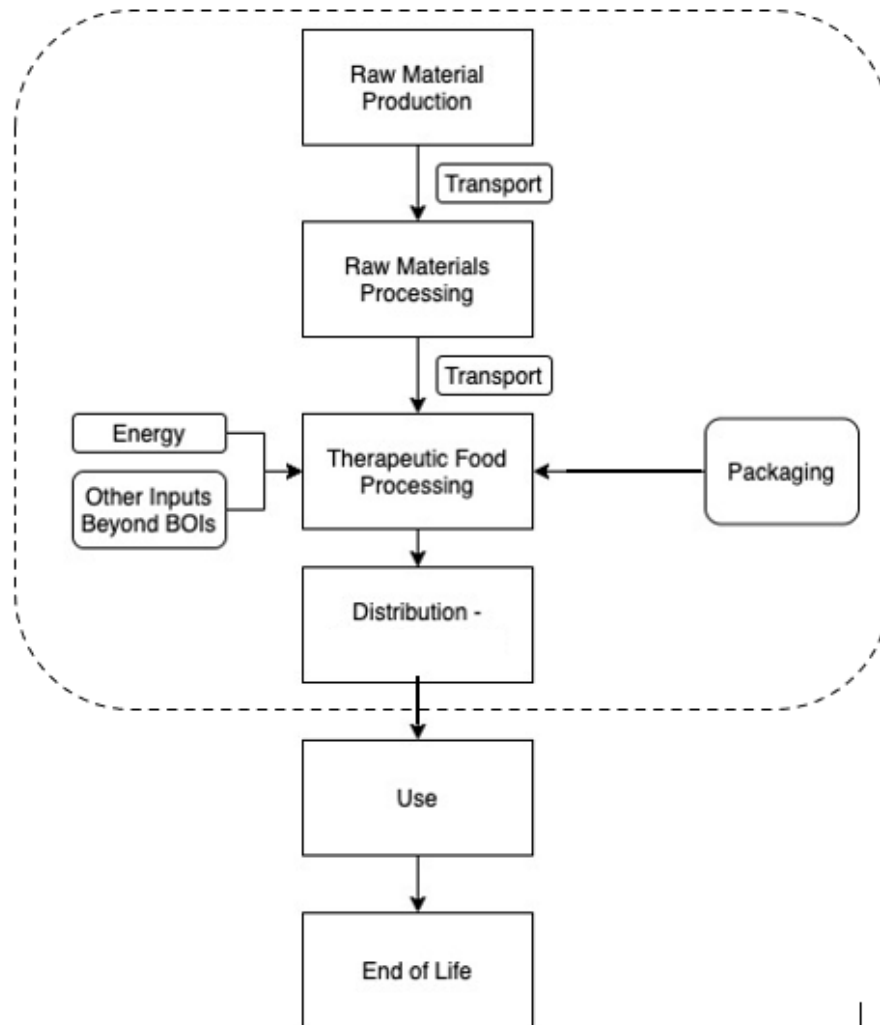 Raw Material
Production
Transport
Raw Materials
Processing
Transport
Energy
Other Inputs
Beyond BOIs
Therapeutic Food
Processing
Packaging
Distribution -
Use
End of Life